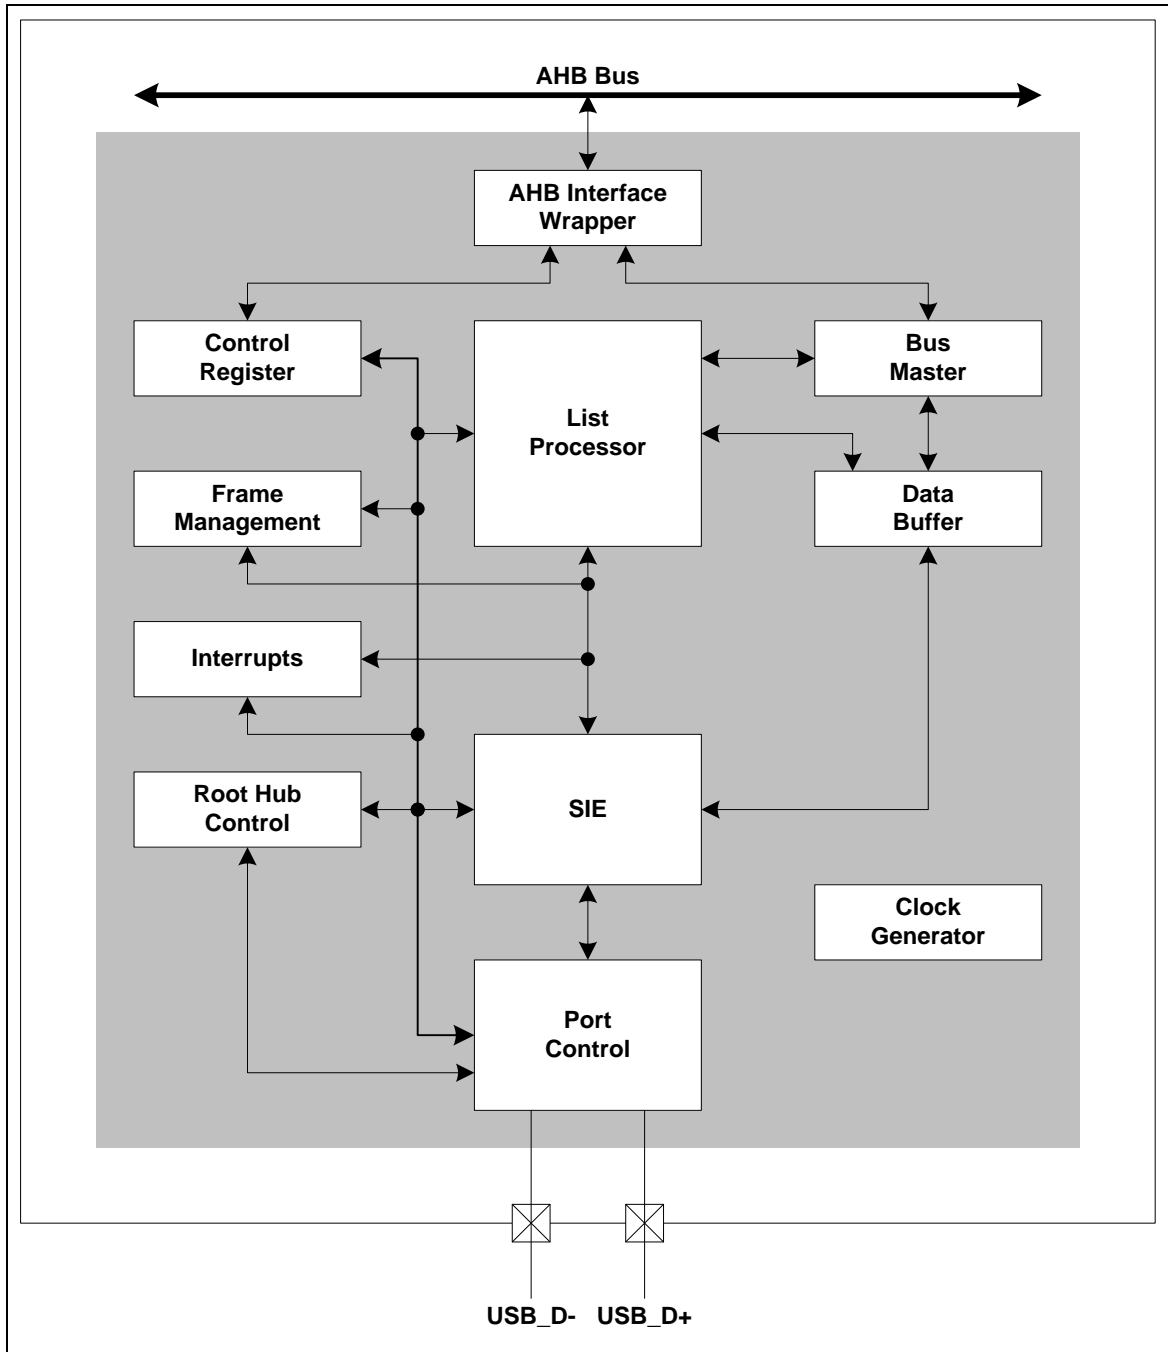 AHB Bus
AHB Interface
Wrapper
Control
Register
List
Processor
Bus
Master
Frame
Management
Data
Buffer
Interrupts
Root Hub
Control
SIE
Clock
Generator
Port
Control
USB_D-
USB_D+